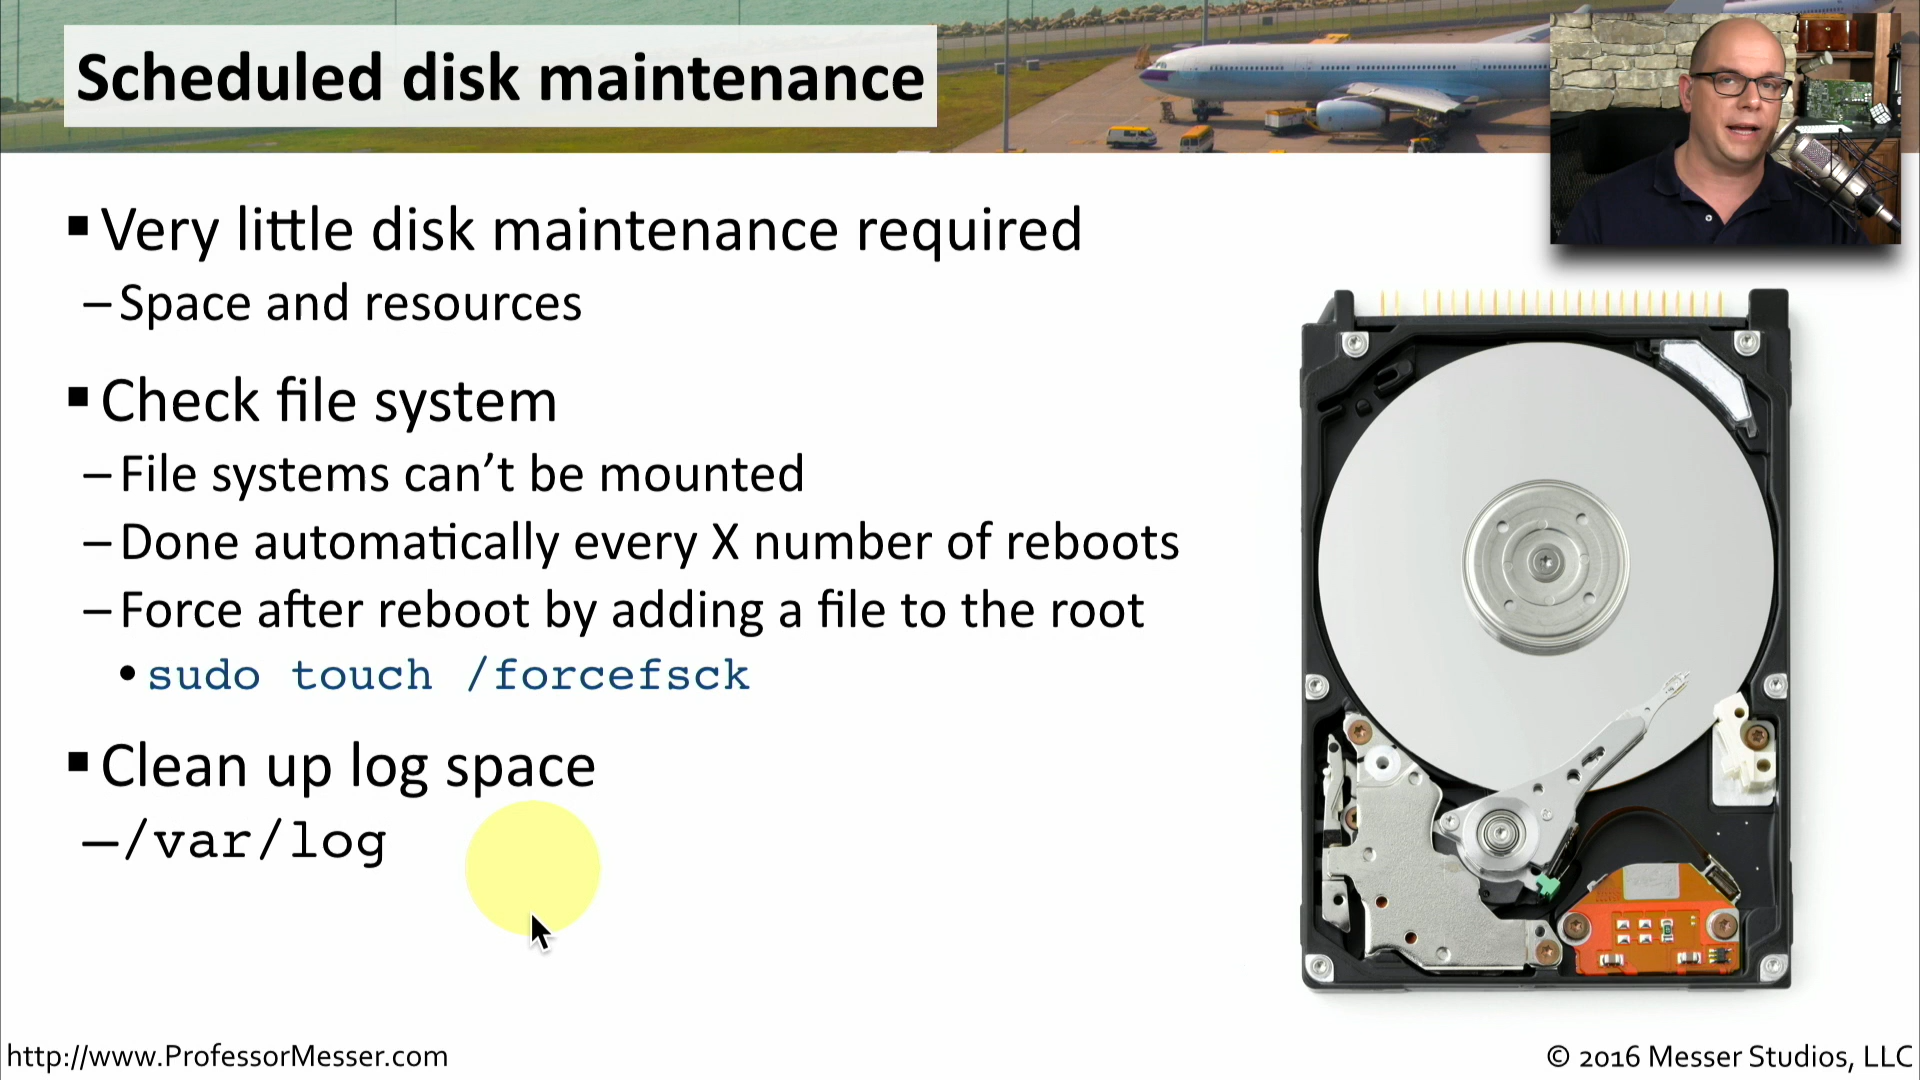 Scheduled disk maintenance
▪ Very little disk maintenance required
– Space and resources
▪ Check file system
– File systems can’t be mounted
– Done automatically every X number of reboots
– Force after reboot by adding a file to the root
• sudo touch /forcefsck
▪ Clean up log space
– /var/log
http://www.ProfessorMesser.com
© 2016 Messer Studios, LLC